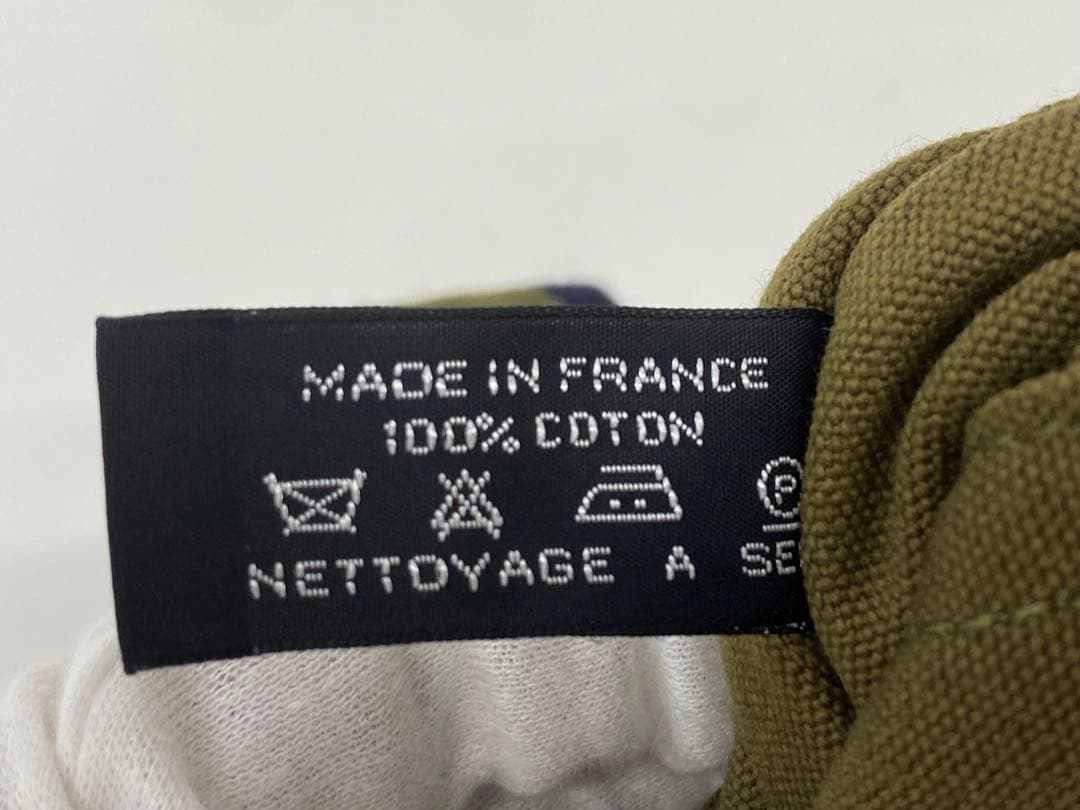 MADE IN FRANCE
100% COTON
P
NETTOYAGE A SE